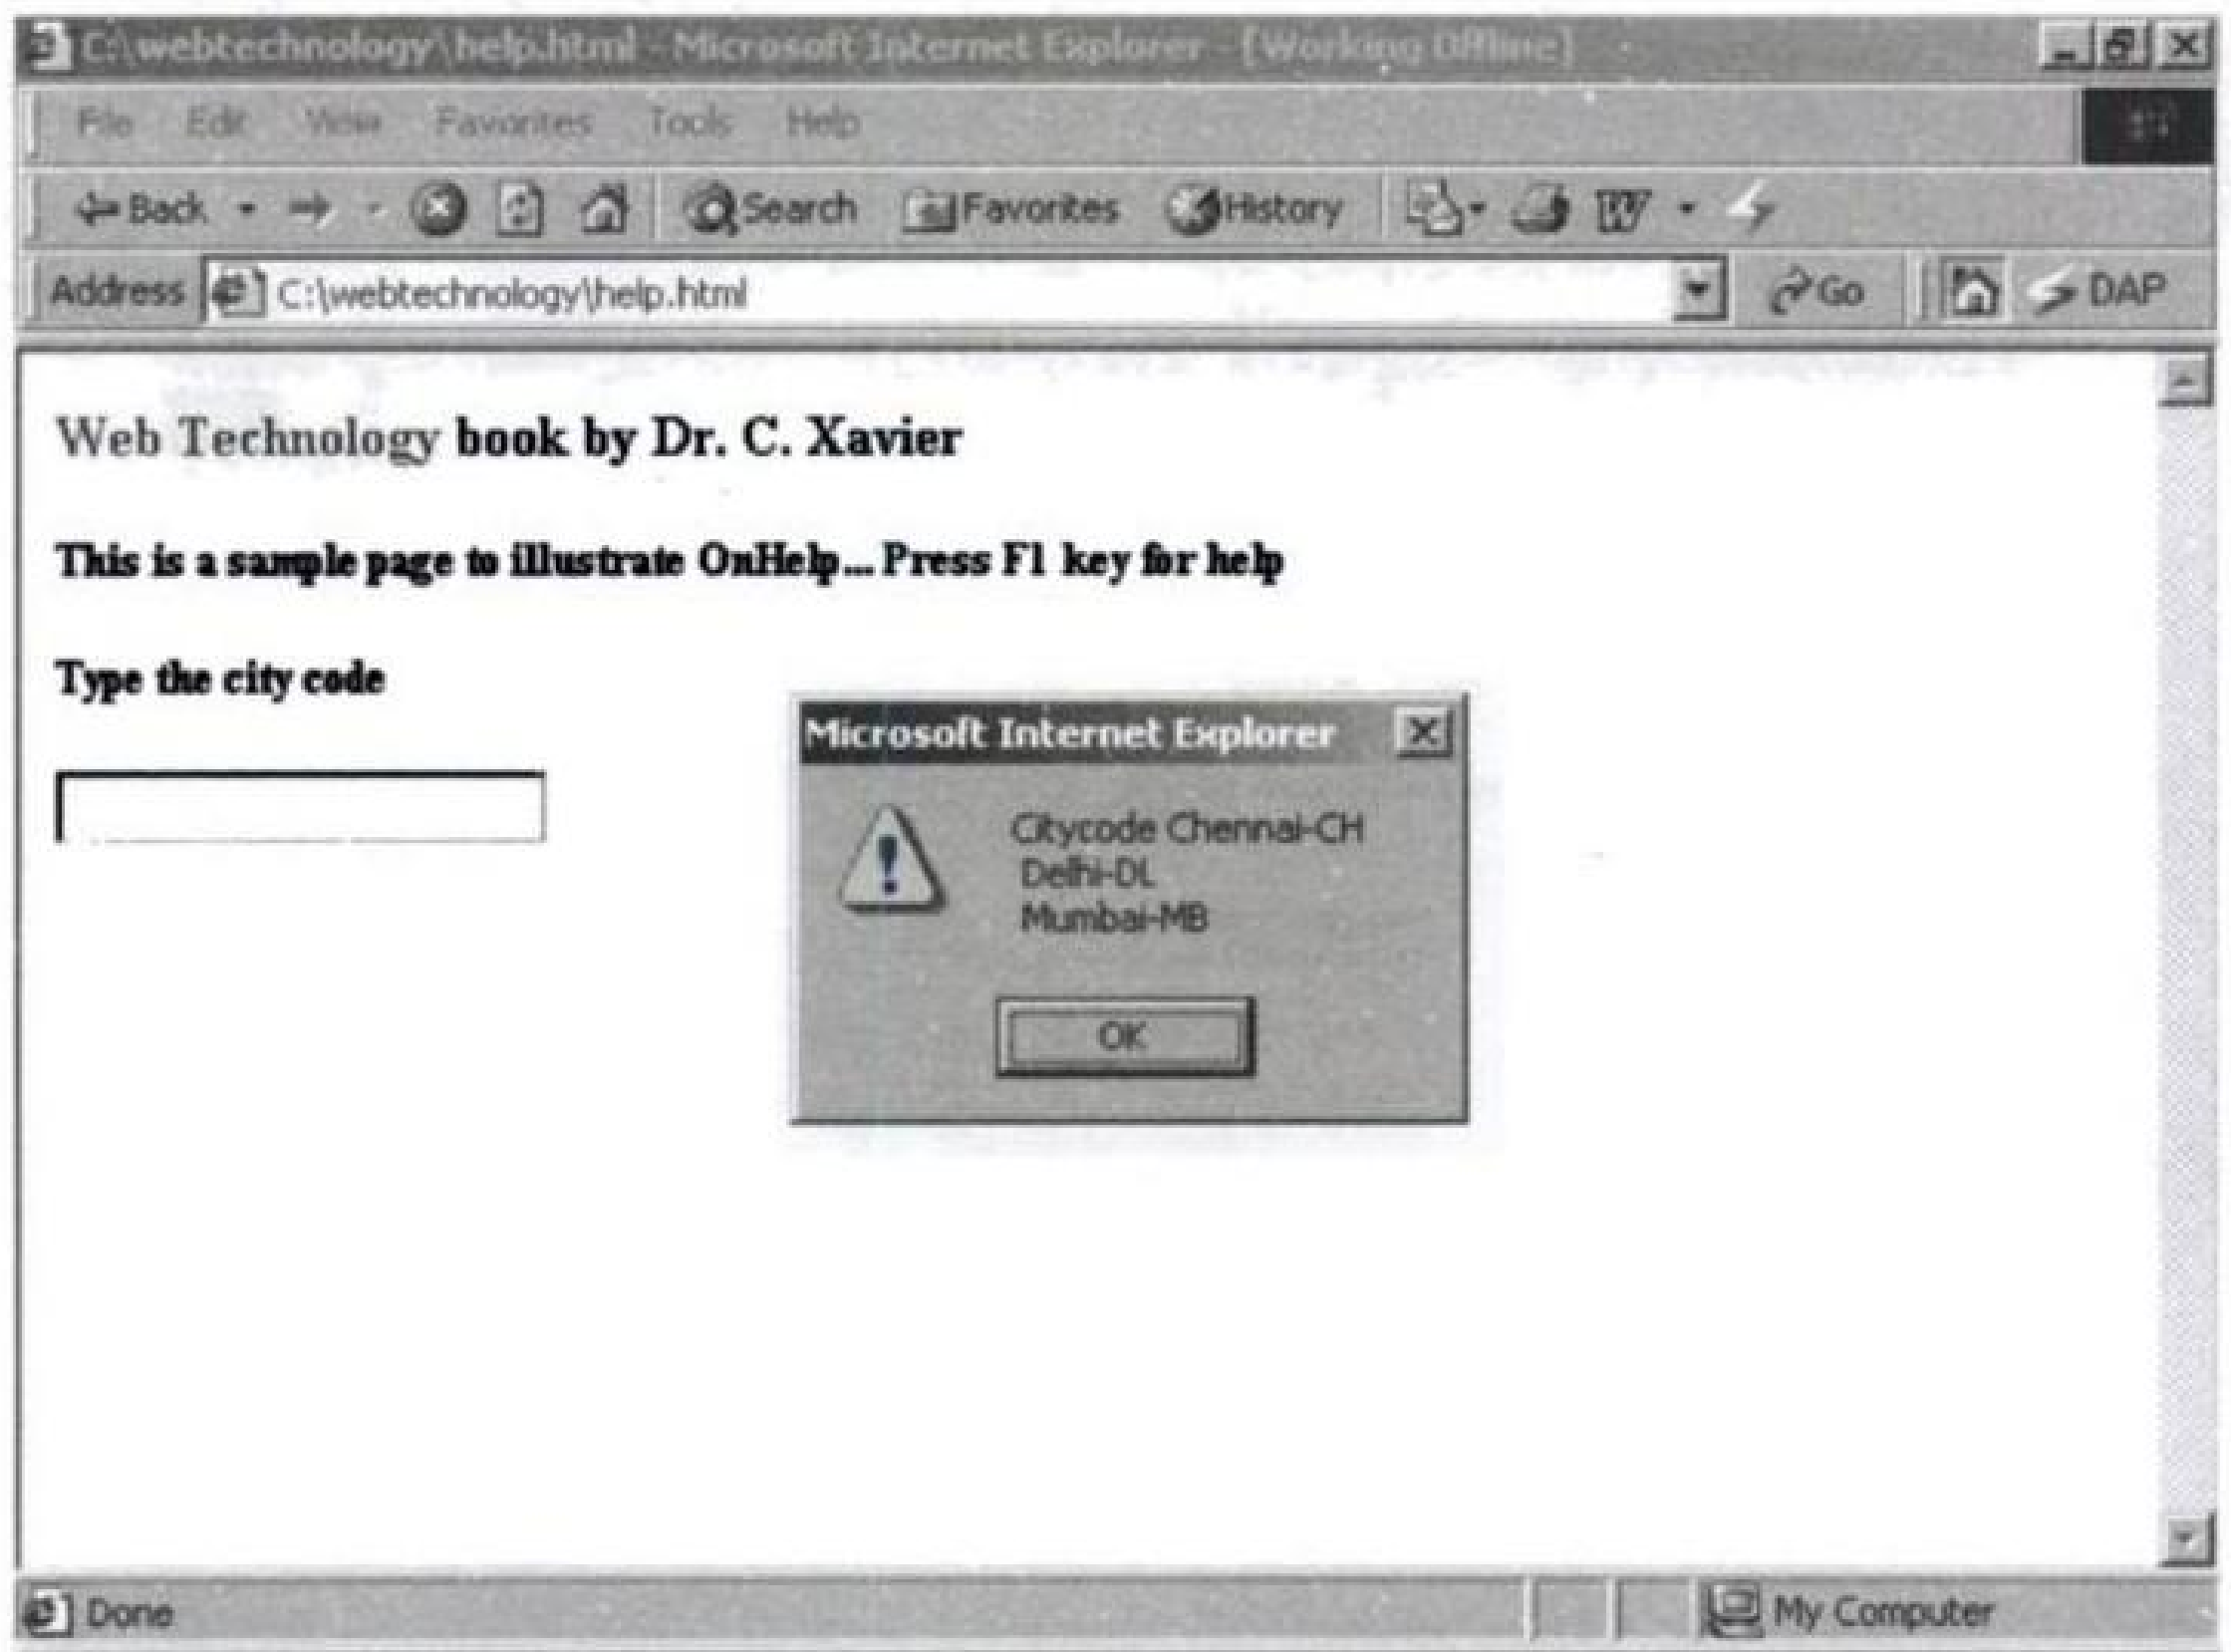 C:\webtechnology\help.html - Microsoft Internet Explorer - [Working Offline]
File Edit View Favorites Tools Help
Back Search Favorites History W
Address C:\webtechnology\help.html Go DAP
Web Technology book by Dr. C. Xavier
This is a sample page to illustrate OnHelp... Press F1 key for help
Type the city code
Microsoft Internet Explorer
Citycode Chennai-CH
Delhi-DL
Mumbai-MB
OK
Done My Computer